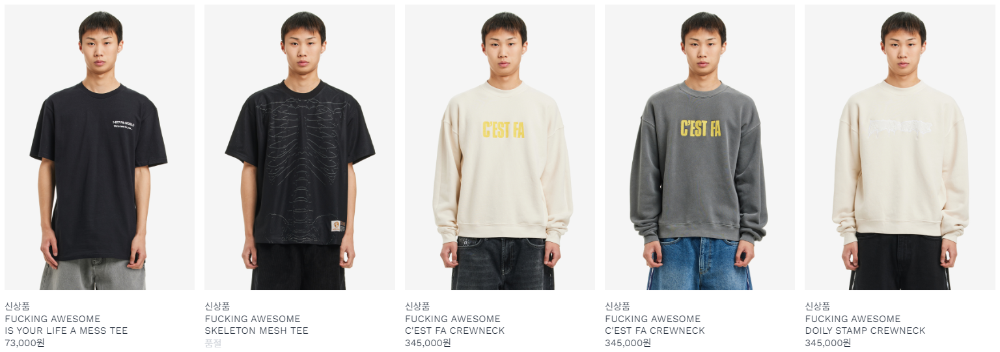 1-877 FA-WORLD
C'EST FA
C'EST FA
신상품
FUCKING AWESOME
IS YOUR LIFE A MESS TEE
73,000원
신상품
FUCKING AWESOME
SKELETON MESH TEE
품절
신상품
FUCKING AWESOME
C'EST FA CREWNECK
345,000원
신상품
FUCKING AWESOME
C'EST FA CREWNECK
345,000원
신상품
FUCKING AWESOME
DOILY STAMP CREWNECK
345,000원